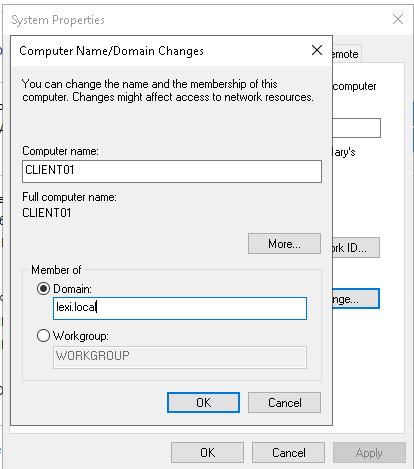 System Properties
Computer Name/Domain Changes
emote
You can change the name and the membership of this
computer. Changes might affect access to network resources.
computer
Computer name:
CLIENT01
ary's
Full computer name:
CLIENT01
More...
rk ID...
Member of
Domain:
nge...
lexi.local
Workgroup:
WORKGROUP
OK
Cancel
OK
Cancel
Apply